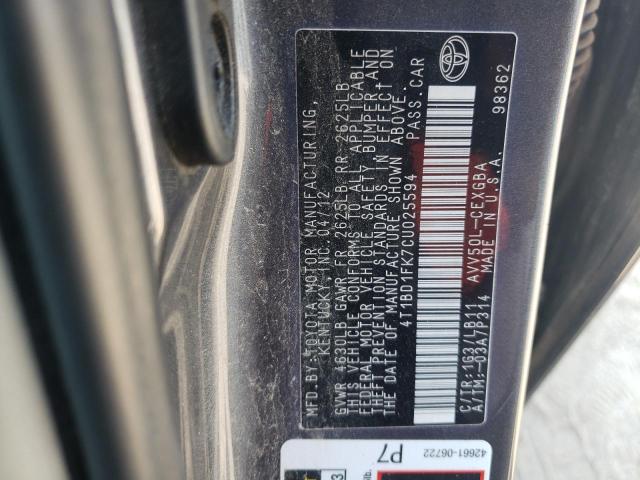 MFD.BY:TOYOTA MOTOR MANUFACTURING,
KENTUCKY,INC.04/12
GVWR 4630LB GAWR FR 2625LB RR 2625LB
THIS VEHICLE CONFORMS TO ALL APPLICABLE
FEDERAL MOTOR VEHICLE SAFETY, BUMPER AND
THEFT PREVENTION STANDARDS IN EFFECT ON
THE DATE OF MANUFACTURE SHOWN ABOVE.
4T1BD1FK7CU025594 PASS.CAR
C/TR:1G3/LB11 AVV50L-CEXGBA
A/TM:-03A/P314 MADE IN U.S.A.
98362
42661-06722
P7